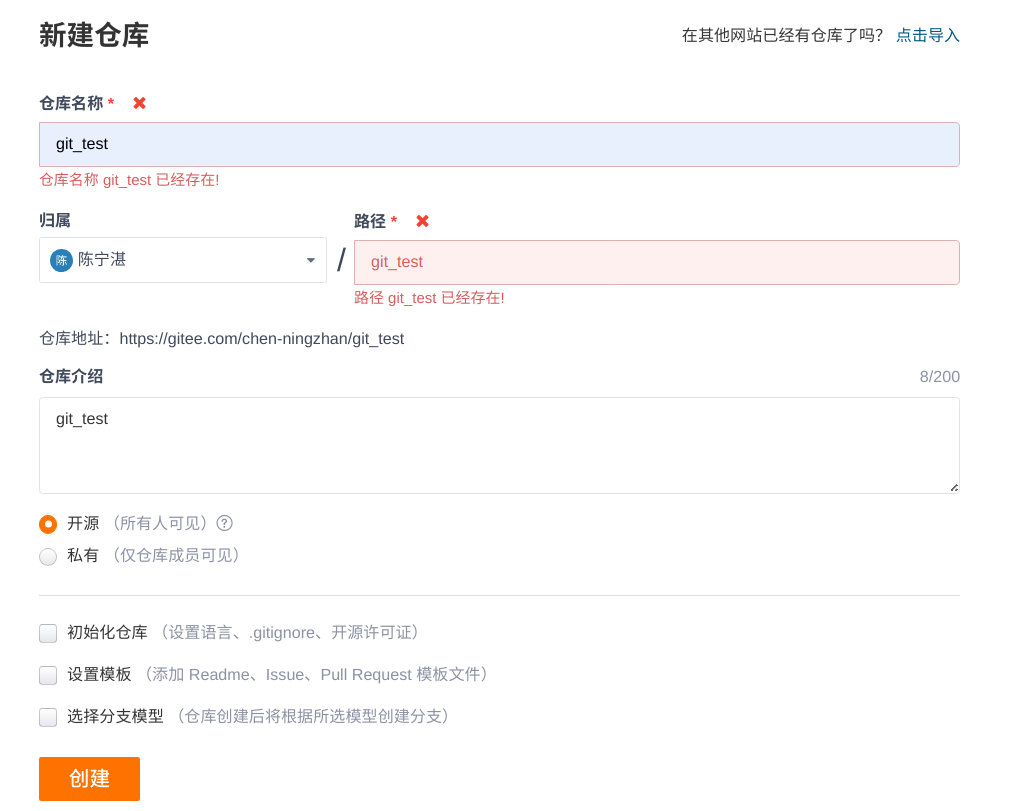 新建仓库
在其他网站已经有仓库了吗? 点击导入
仓库名称 *
git_test
仓库名称 git_test 已经存在!
归属
路径 *
陈 陈宁湛 / git_test
路径 git_test 已经存在!
仓库地址：https://gitee.com/chen-ningzhan/git_test
仓库介绍 8/200
git_test
开源 （所有人可见）?
私有 （仅仓库成员可见）
初始化仓库 （设置语言、.gitignore、开源许可证）
设置模板 （添加 Readme、Issue、Pull Request 模板文件）
选择分支模型 （仓库创建后将根据所选模型创建分支）
创建